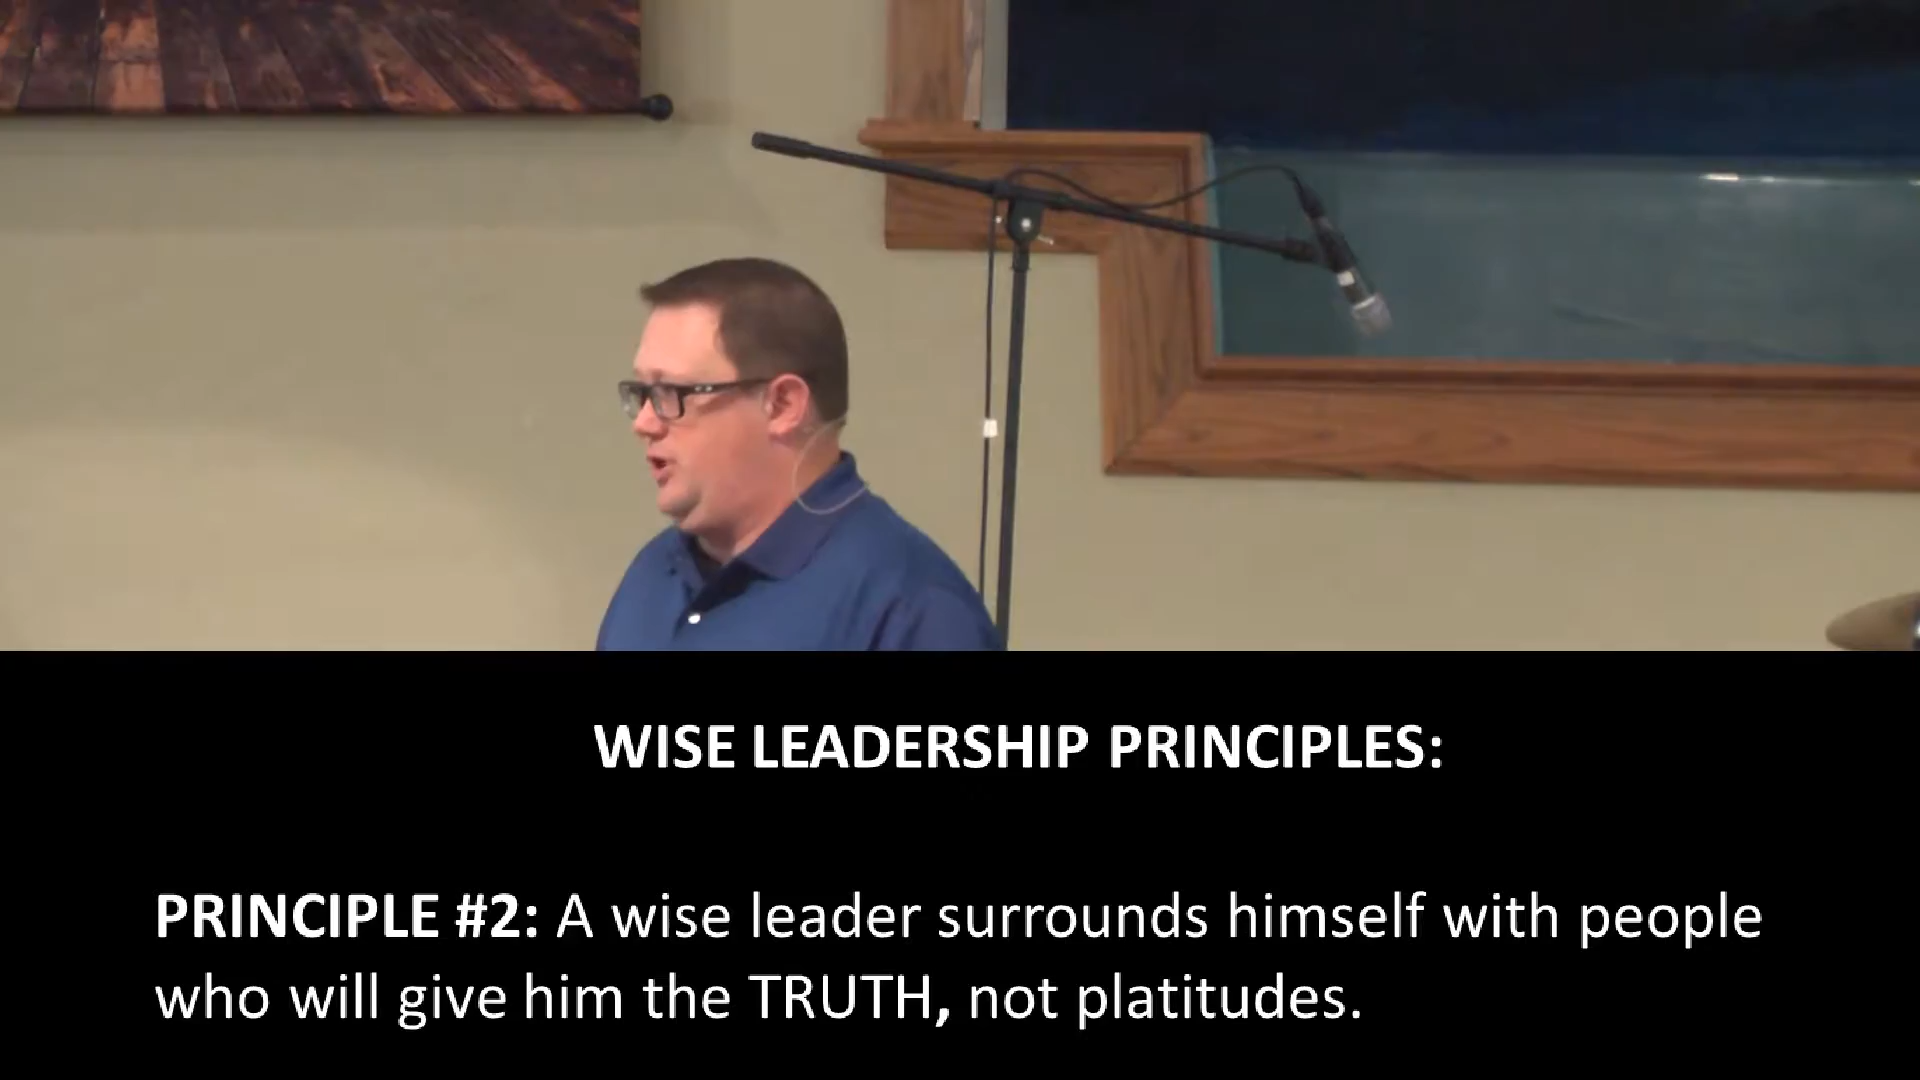 WISE LEADERSHIP PRINCIPLES:
PRINCIPLE #2: A wise leader surrounds himself with people
who will give him the TRUTH, not platitudes.